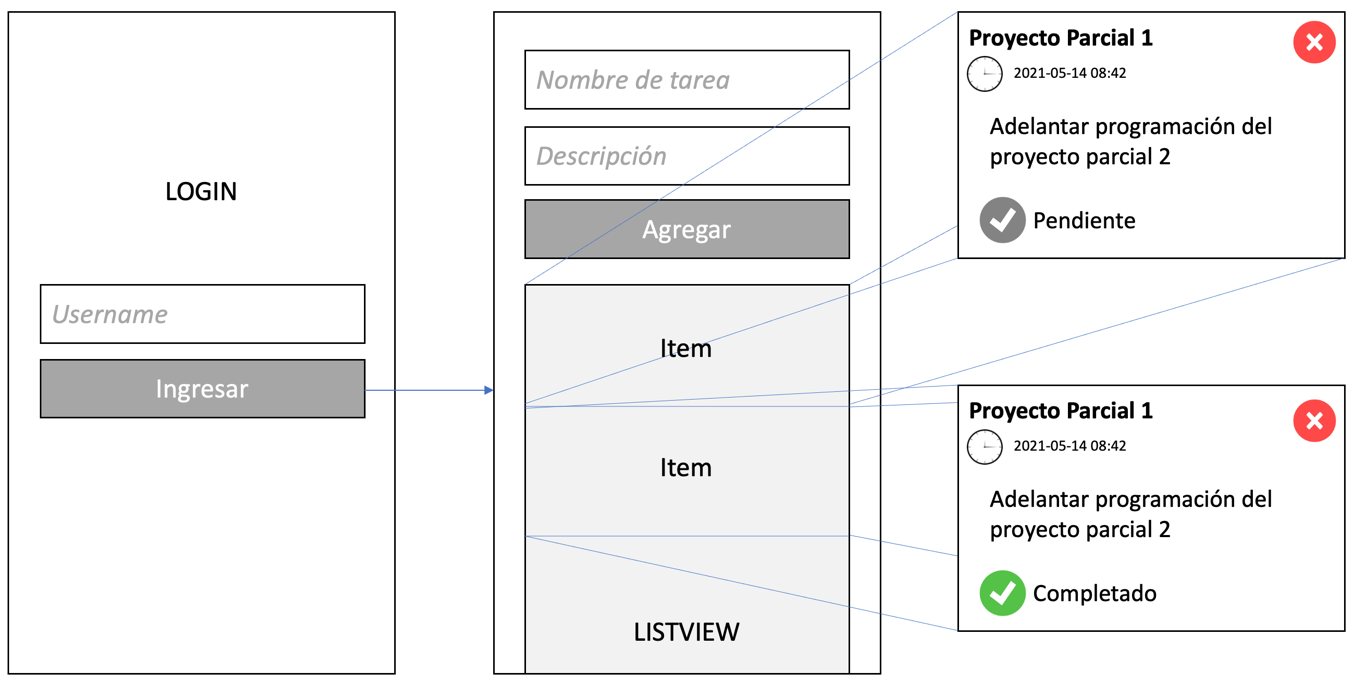 LOGIN
Username
Ingresar
Nombre de tarea
Descripción
Agregar
Item
Item
LISTVIEW
Proyecto Parcial 1
2021-05-14 08:42
Adelantar programación del
proyecto parcial 2
Pendiente
Proyecto Parcial 1
2021-05-14 08:42
Adelantar programación del
proyecto parcial 2
Completado